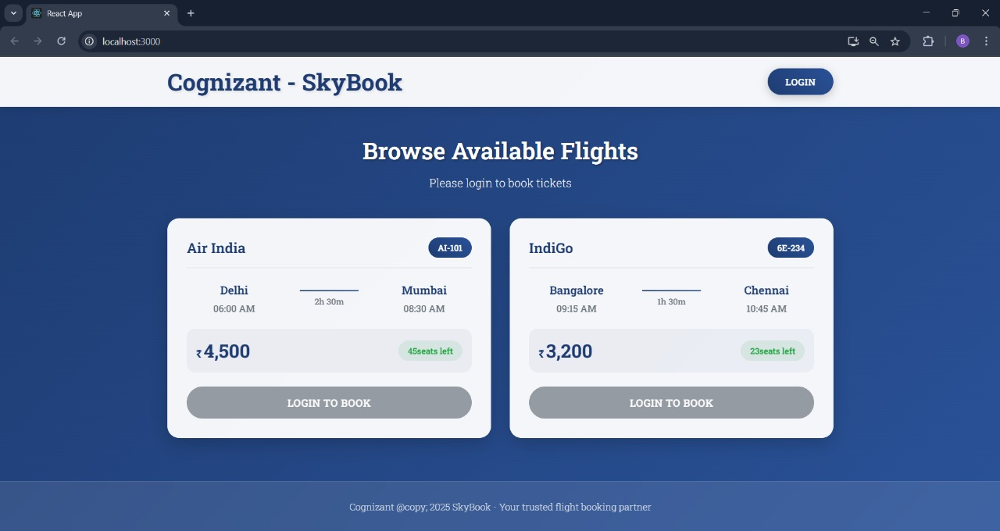 React App
localhost:3000
B
Cognizant - SkyBook
LOGIN
Browse Available Flights
Please login to book tickets
Air India
AI-101
Delhi
2h 30m
Mumbai
06:00 AM
08:30 AM
₹4,500
45seats left
LOGIN TO BOOK
IndiGo
6E-234
Bangalore
1h 30m
Chennai
09:15 AM
10:45 AM
₹3,200
23seats left
LOGIN TO BOOK
Cognizant @copy; 2025 SkyBook - Your trusted flight booking partner